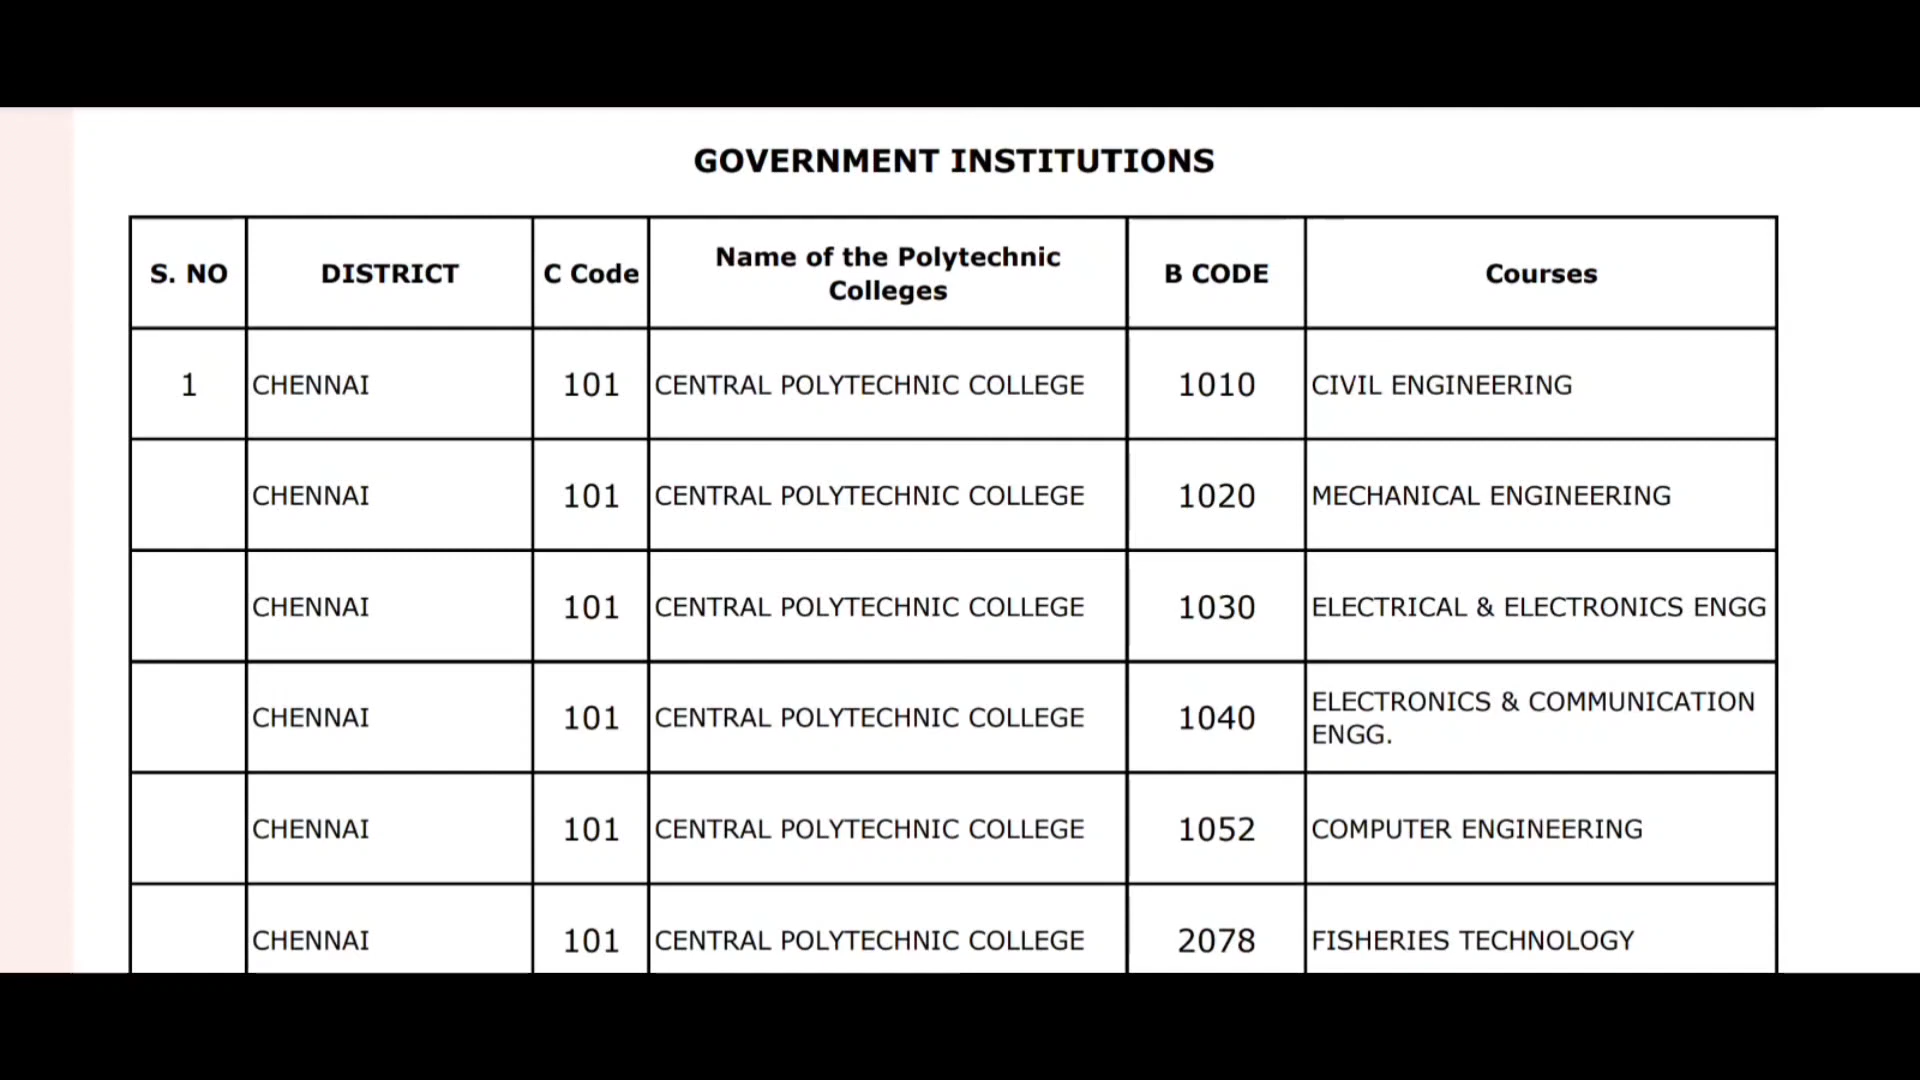 GOVERNMENT INSTITUTIONS
S. NO DISTRICT C Code Name of the Polytechnic Colleges B CODE Courses
1 CHENNAI 101 CENTRAL POLYTECHNIC COLLEGE 1010 CIVIL ENGINEERING
CHENNAI 101 CENTRAL POLYTECHNIC COLLEGE 1020 MECHANICAL ENGINEERING
CHENNAI 101 CENTRAL POLYTECHNIC COLLEGE 1030 ELECTRICAL & ELECTRONICS ENGG
CHENNAI 101 CENTRAL POLYTECHNIC COLLEGE 1040 ELECTRONICS & COMMUNICATION ENGG.
CHENNAI 101 CENTRAL POLYTECHNIC COLLEGE 1052 COMPUTER ENGINEERING
CHENNAI 101 CENTRAL POLYTECHNIC COLLEGE 2078 FISHERIES TECHNOLOGY